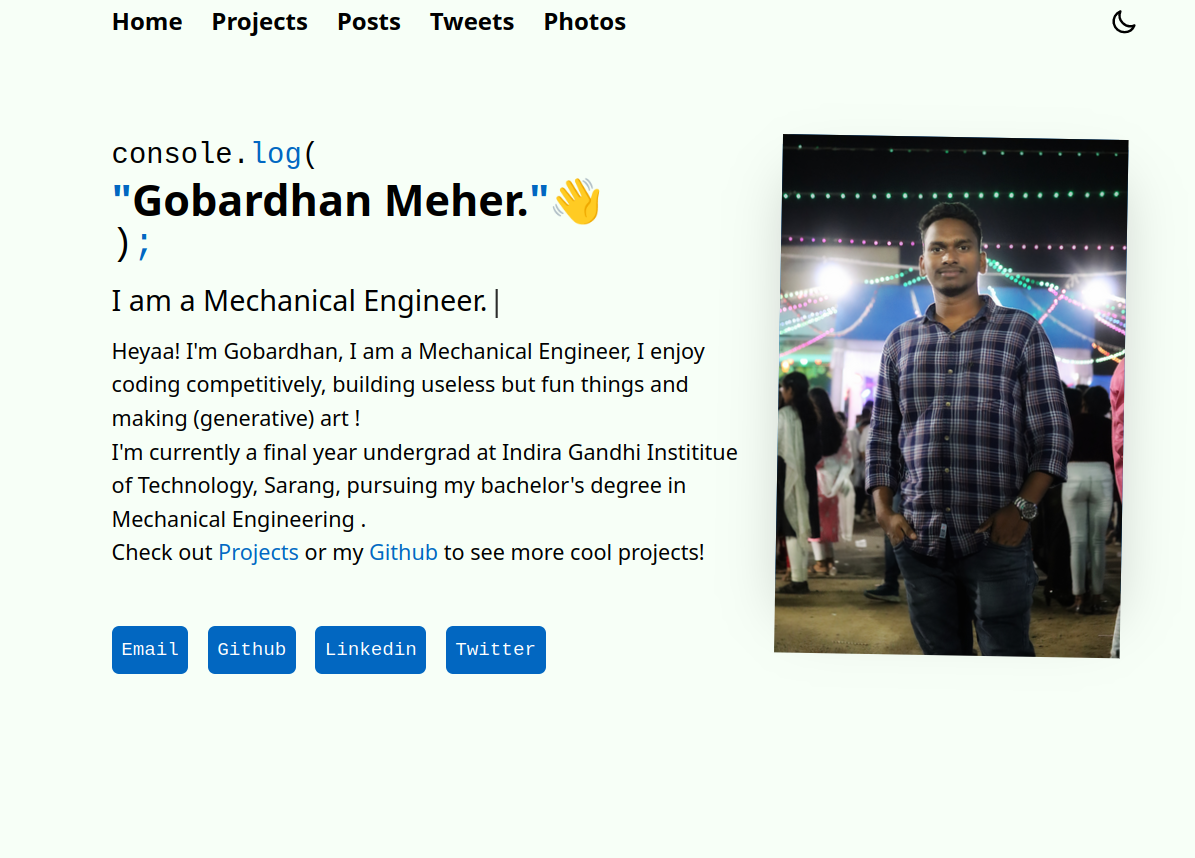 Home Projects Posts Tweets Photos
console.log(
"Gobardhan Meher."👋
);
I am a Mechanical Engineer.|
Heyaa! I'm Gobardhan, I am a Mechanical Engineer, I enjoy
coding competitively, building useless but fun things and
making (generative) art !
I'm currently a final year undergrad at Indira Gandhi Instititue
of Technology, Sarang, pursuing my bachelor's degree in
Mechanical Engineering .
Check out Projects or my Github to see more cool projects!
Email Github Linkedin Twitter